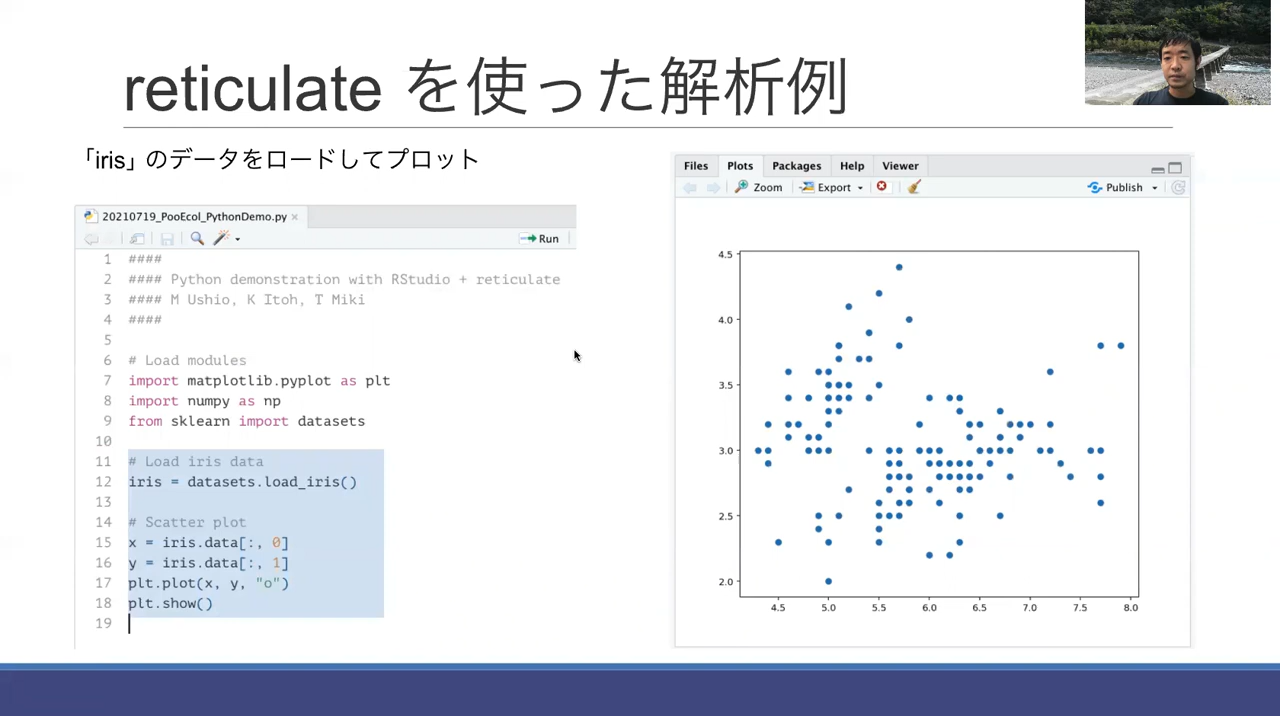 reticulate を使った解析例
「iris」のデータをロードしてプロット
20210719_PooEcol_PythonDemo.py
Run
1 ####
2 #### Python demonstration with RStudio + reticulate
3 #### M Ushio, K Itoh, T Miki
4 ####
5
6 # Load modules
7 import matplotlib.pyplot as plt
8 import numpy as np
9 from sklearn import datasets
10
11 # Load iris data
12 iris = datasets.load_iris()
13
14 # Scatter plot
15 x = iris.data[:, 0]
16 y = iris.data[:, 1]
17 plt.plot(x, y, "o")
18 plt.show()
19
Files Plots Packages Help Viewer
Zoom Export Publish
4.5
4.0
3.5
3.0
2.5
2.0
4.5 5.0 5.5 6.0 6.5 7.0 7.5 8.0